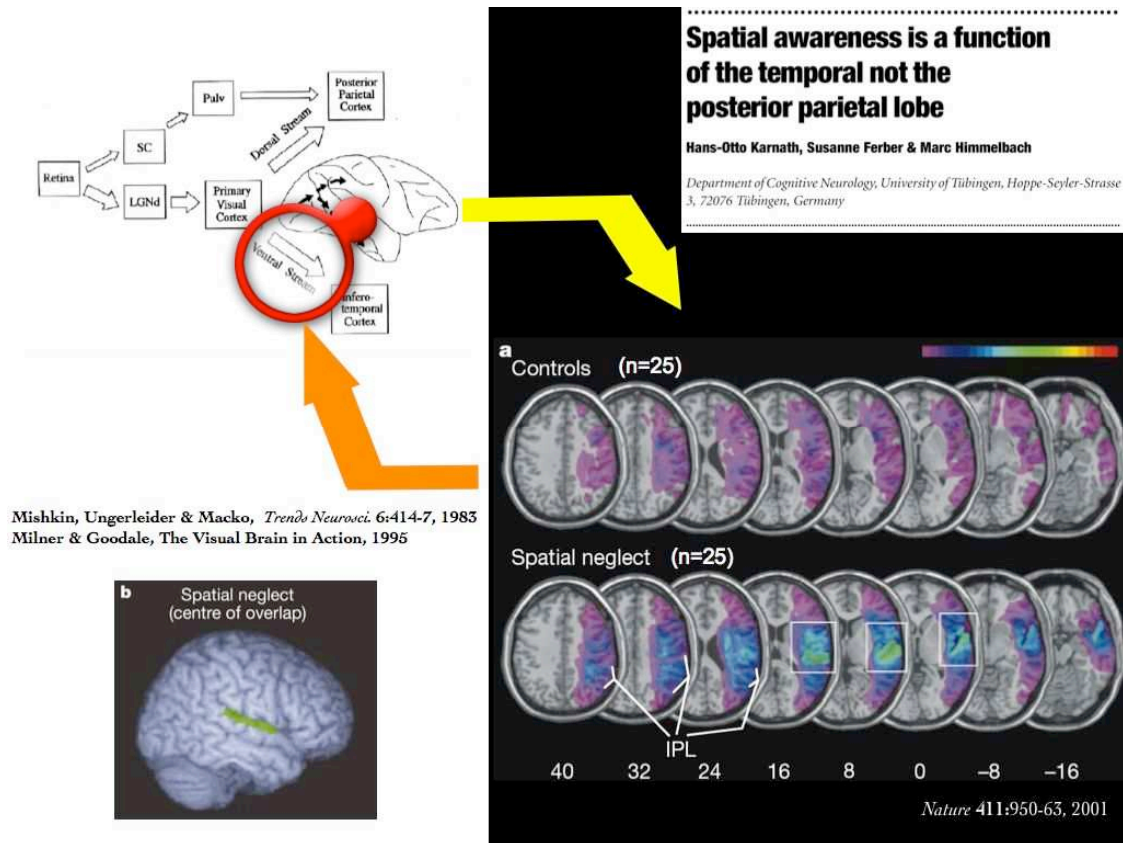 Spatial awareness is a function
of the temporal not the
posterior parietal lobe
Hans-Otto Karnath, Susanne Ferber & Marc Himmelbach
Department of Cognitive Neurology, University of Tübingen, Hoppe-Seyler-Strasse
3, 72076 Tübingen, Germany
Posterior
Parietal
Cortex
Pulv
Dorsal Stream
SC
Retina
LGNd
Primary
Visual
Cortex
Ventral Stream
Infero-
temporal
Cortex
Mishkin, Ungerleider & Macko, Trends Neurosci. 6:414-7, 1983
Milner & Goodale, The Visual Brain in Action, 1995
b
Spatial neglect
(centre of overlap)
a
Controls (n=25)
Spatial neglect (n=25)
IPL
40 32 24 16 8 0 –8 –16
Nature 411:950-63, 2001